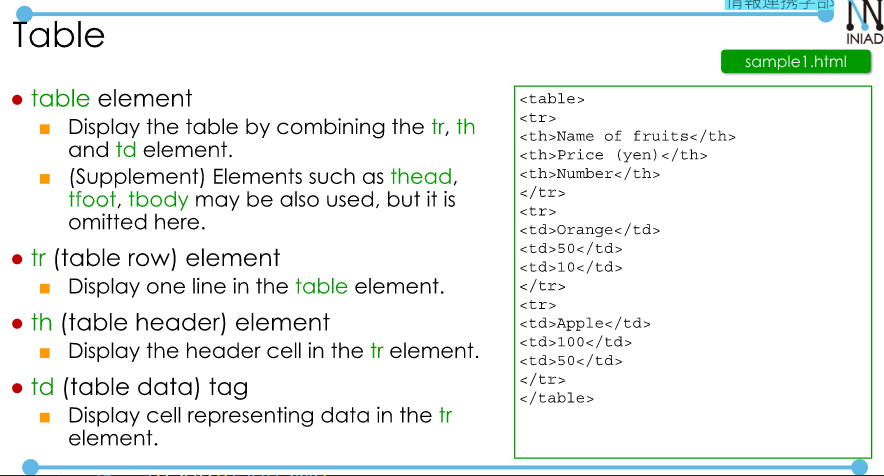 情報連携学部
INIAD
Table
sample1.html
● table element
■ Display the table by combining the tr, th
and td element.
■ (Supplement) Elements such as thead,
tfoot, tbody may be also used, but it is
omitted here.
● tr (table row) element
■ Display one line in the table element.
● th (table header) element
■ Display the header cell in the tr element.
● td (table data) tag
■ Display cell representing data in the tr
element.
<table>
<tr>
<th>Name of fruits</th>
<th>Price (yen)</th>
<th>Number</th>
</tr>
<tr>
<td>Orange</td>
<td>50</td>
<td>10</td>
</tr>
<tr>
<td>Apple</td>
<td>100</td>
<td>50</td>
</tr>
</table>